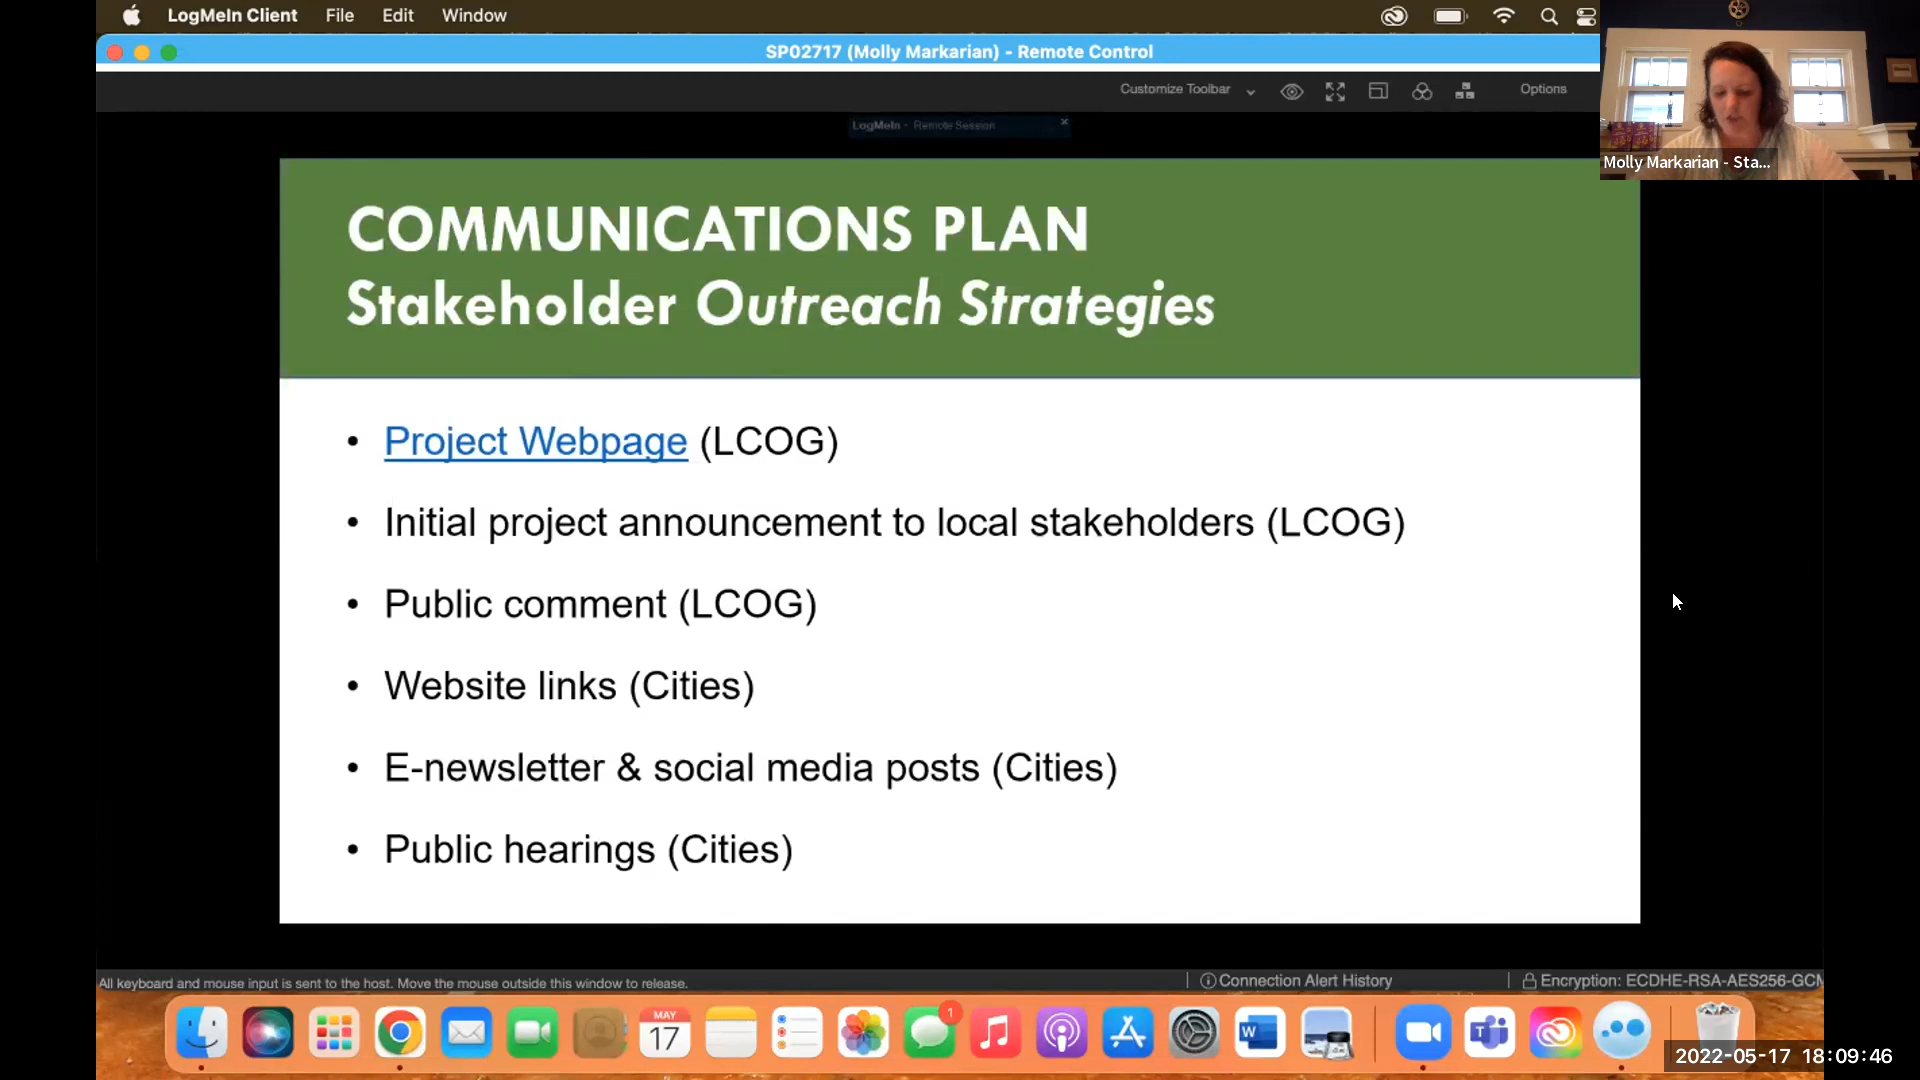 LogMeIn Client File Edit Window
SP02717 (Molly Markarian) - Remote Control
Customize Toolbar Options
LogMeIn - Remote Session
Molly Markarian - Sta...
COMMUNICATIONS PLAN
Stakeholder Outreach Strategies
• Project Webpage (LCOG)
• Initial project announcement to local stakeholders (LCOG)
• Public comment (LCOG)
• Website links (Cities)
• E-newsletter & social media posts (Cities)
• Public hearings (Cities)
All keyboard and mouse input is sent to the host. Move the mouse outside this window to release.
Connection Alert History
Encryption: ECDHE-RSA-AES256-GCM
MAY
17
1
W
T
2022-05-17 18:09:46